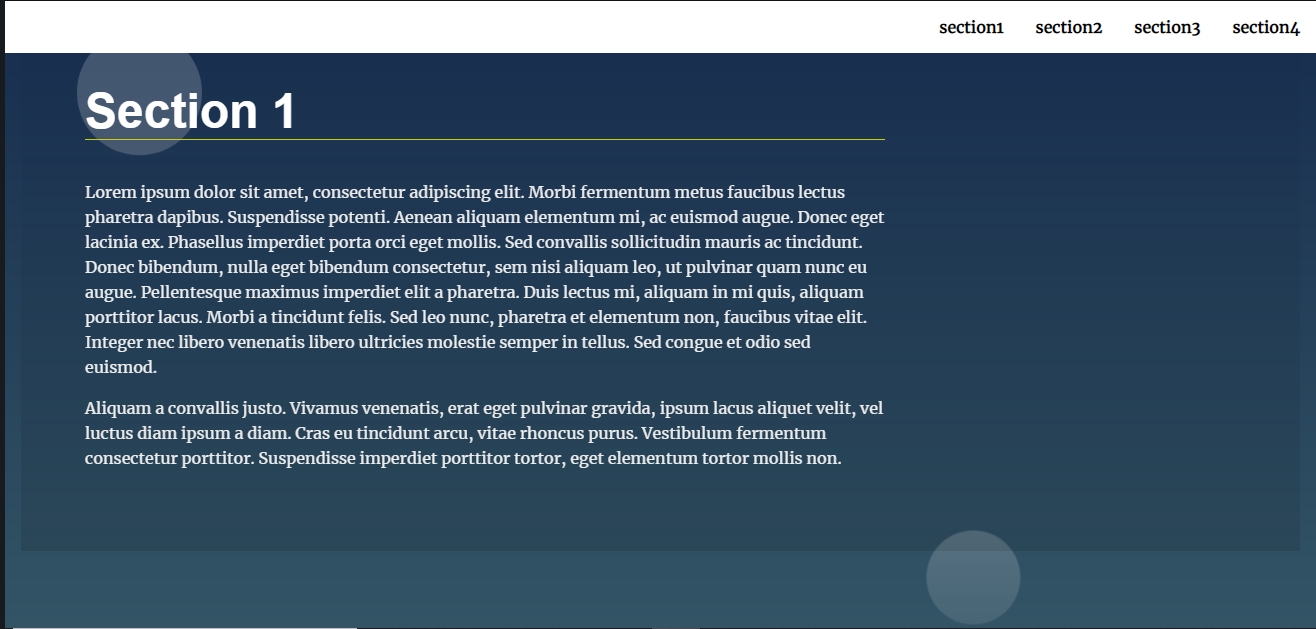 section1 section2 section3 section4
Section 1
Lorem ipsum dolor sit amet, consectetur adipiscing elit. Morbi fermentum metus faucibus lectus
pharetra dapibus. Suspendisse potenti. Aenean aliquam elementum mi, ac euismod augue. Donec eget
lacinia ex. Phasellus imperdiet porta orci eget mollis. Sed convallis sollicitudin mauris ac tincidunt.
Donec bibendum, nulla eget bibendum consectetur, sem nisi aliquam leo, ut pulvinar quam nunc eu
augue. Pellentesque maximus imperdiet elit a pharetra. Duis lectus mi, aliquam in mi quis, aliquam
porttitor lacus. Morbi a tincidunt felis. Sed leo nunc, pharetra et elementum non, faucibus vitae elit.
Integer nec libero venenatis libero ultricies molestie semper in tellus. Sed congue et odio sed
euismod.
Aliquam a convallis justo. Vivamus venenatis, erat eget pulvinar gravida, ipsum lacus aliquet velit, vel
luctus diam ipsum a diam. Cras eu tincidunt arcu, vitae rhoncus purus. Vestibulum fermentum
consectetur porttitor. Suspendisse imperdiet porttitor tortor, eget elementum tortor mollis non.